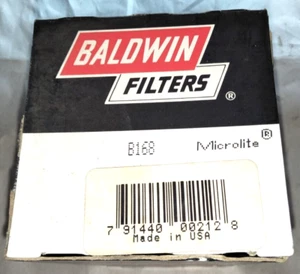 BALDWIN
FILTERS ®
B168 Microlite ®
7 91440 00212 8
Made in USA